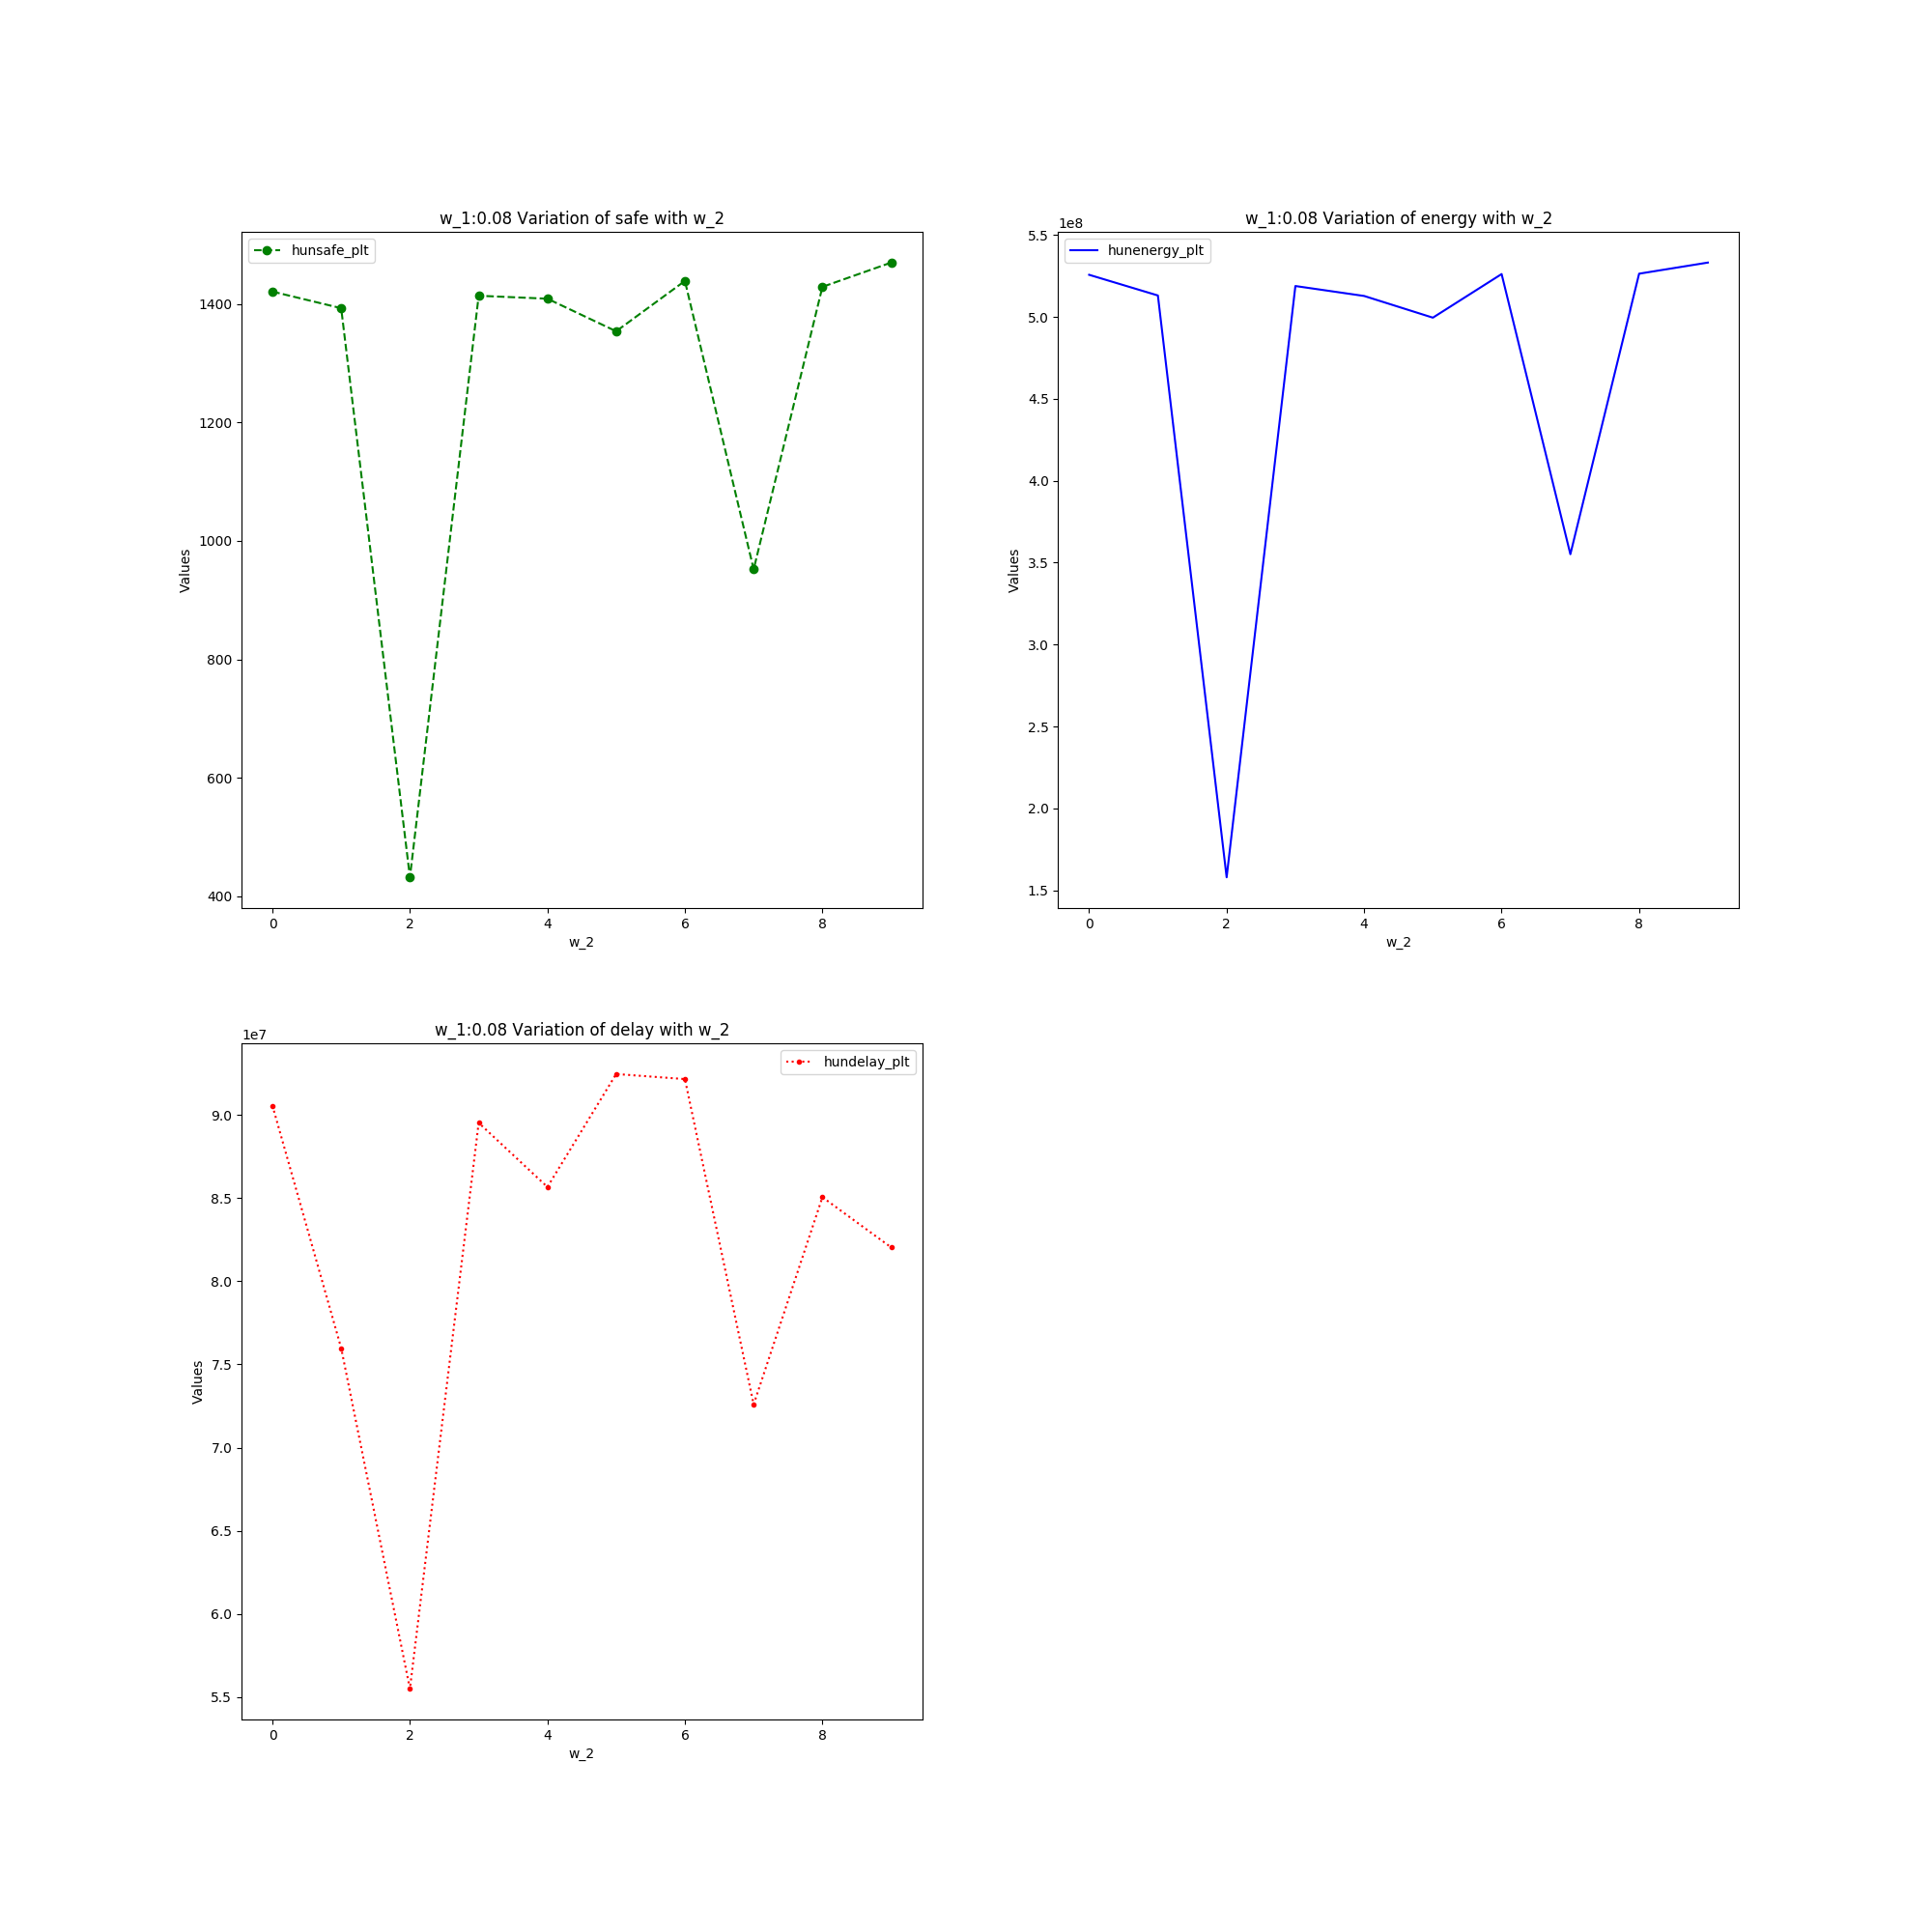 w_1:0.08 Variation of safe with w_2
hunsafe_plt
1400
1200
1000
800
600
400
Values
0 2 4 6 8
w_2
w_1:0.08 Variation of energy with w_2
1e8
hunenergy_plt
5.5
5.0
4.5
4.0
3.5
3.0
2.5
2.0
1.5
Values
0 2 4 6 8
w_2
w_1:0.08 Variation of delay with w_2
1e7
hundelay_plt
9.0
8.5
8.0
7.5
7.0
6.5
6.0
5.5
Values
0 2 4 6 8
w_2